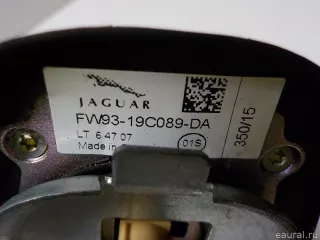 JAGUAR
FW93-19C089-DA
LT 6 47 07
Made in
01S
350/15
© eaural.ru